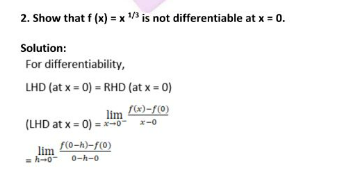 2. Show that f (x) = x ^1/3 is not differentiable at x = 0.
Solution:
For differentiability,
LHD (at x = 0) = RHD (at x = 0)
(LHD at x = 0) = lim x→0⁻ f(x)−f(0) / x−0
= lim h→0⁻ f(0−h)−f(0) / 0−h−0